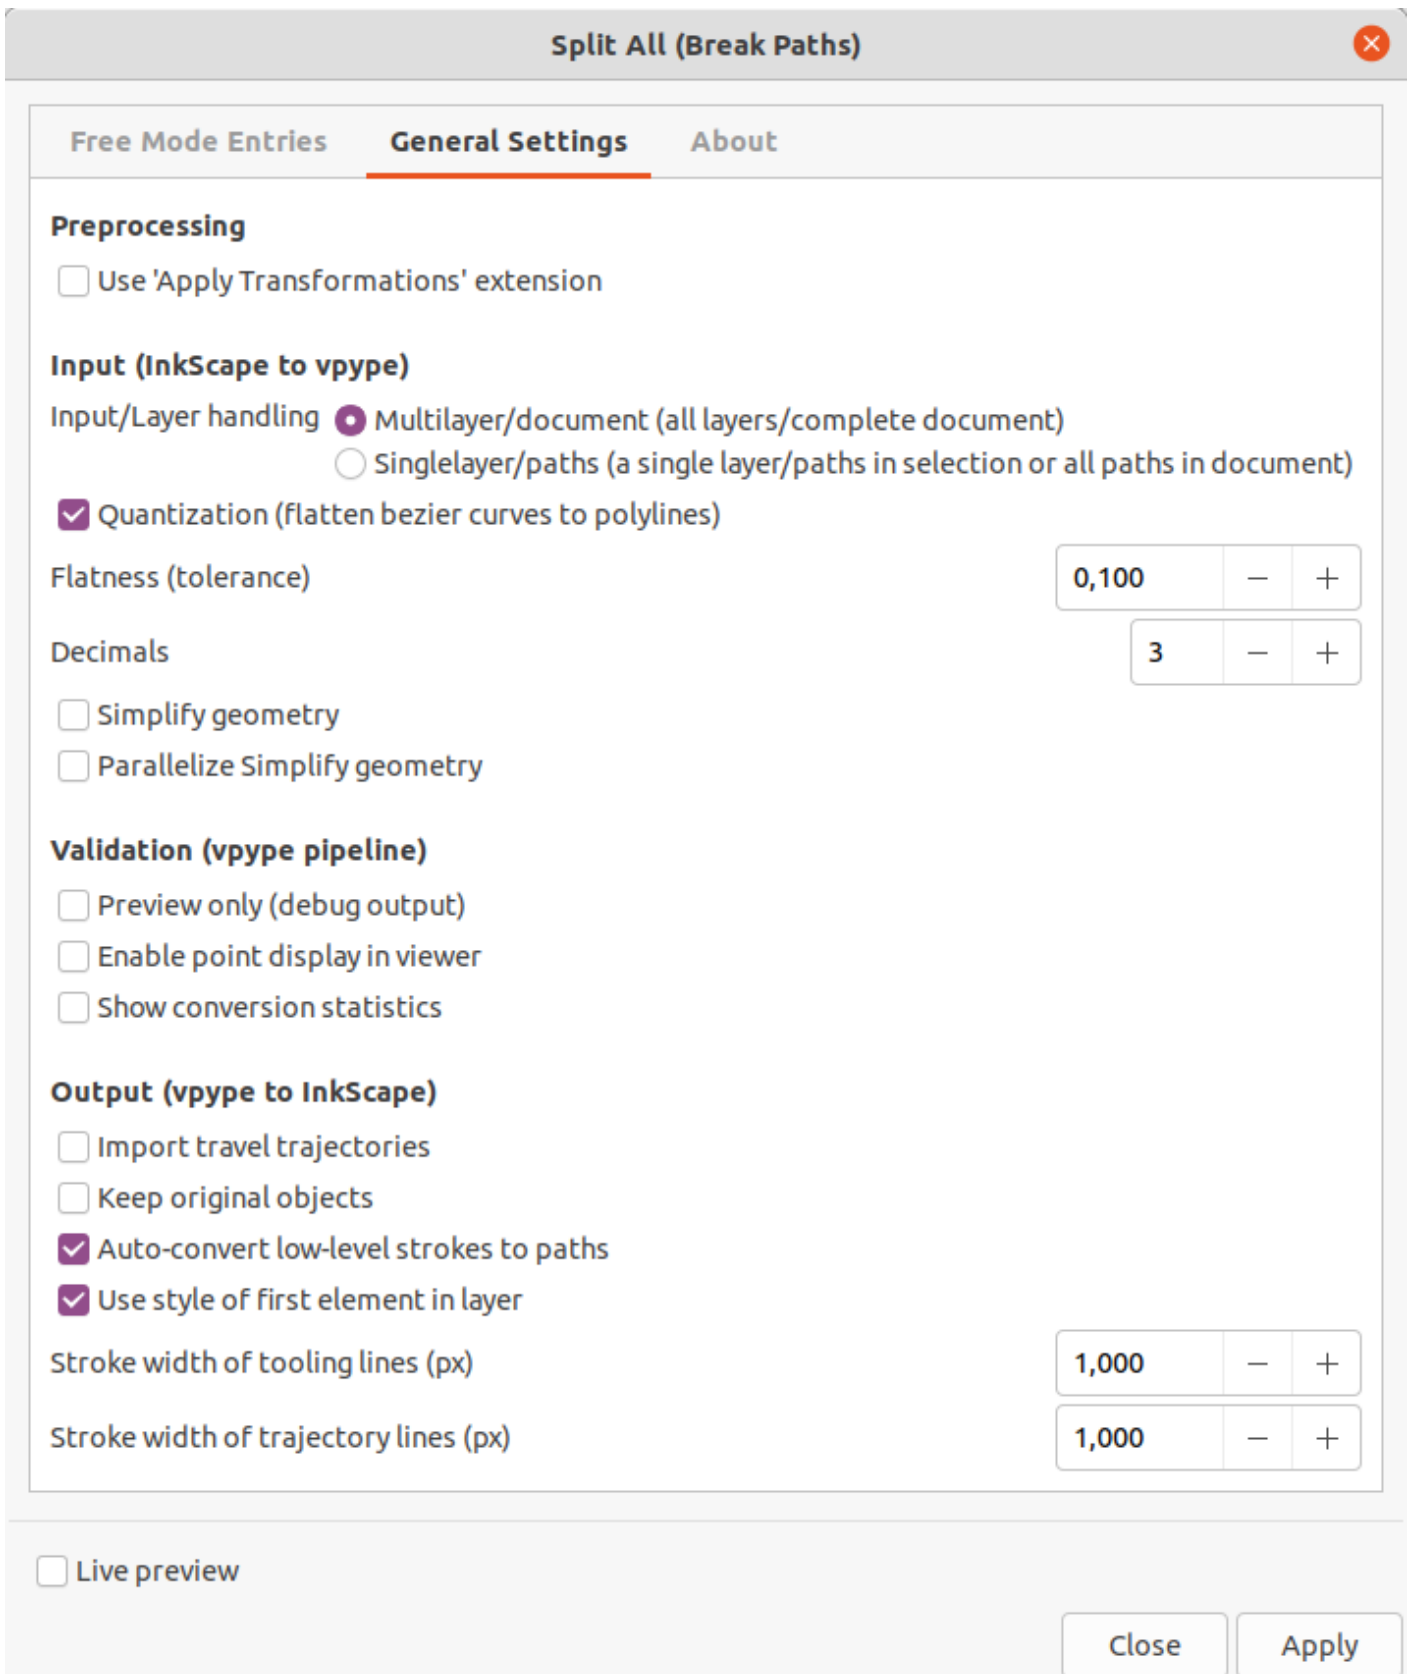 Split All (Break Paths)
Free Mode Entries General Settings About
Preprocessing
Use 'Apply Transformations' extension
Input (InkScape to vpype)
Input/Layer handling Multilayer/document (all layers/complete document)
Singlelayer/paths (a single layer/paths in selection or all paths in document)
Quantization (flatten bezier curves to polylines)
Flatness (tolerance) 0,100 − +
Decimals 3 − +
Simplify geometry
Parallelize Simplify geometry
Validation (vpype pipeline)
Preview only (debug output)
Enable point display in viewer
Show conversion statistics
Output (vpype to InkScape)
Import travel trajectories
Keep original objects
Auto-convert low-level strokes to paths
Use style of first element in layer
Stroke width of tooling lines (px) 1,000 − +
Stroke width of trajectory lines (px) 1,000 − +
Live preview
Close Apply